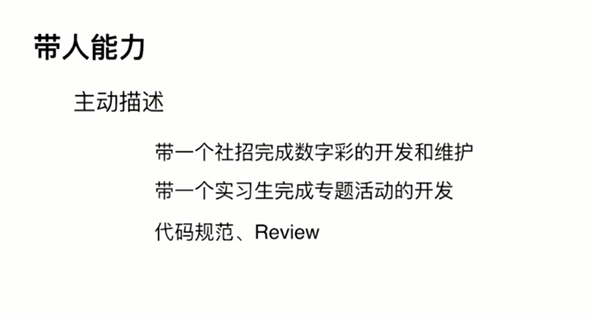 带人能力
主动描述
带一个社招完成数字彩的开发和维护
带一个实习生完成专题活动的开发
代码规范、Review